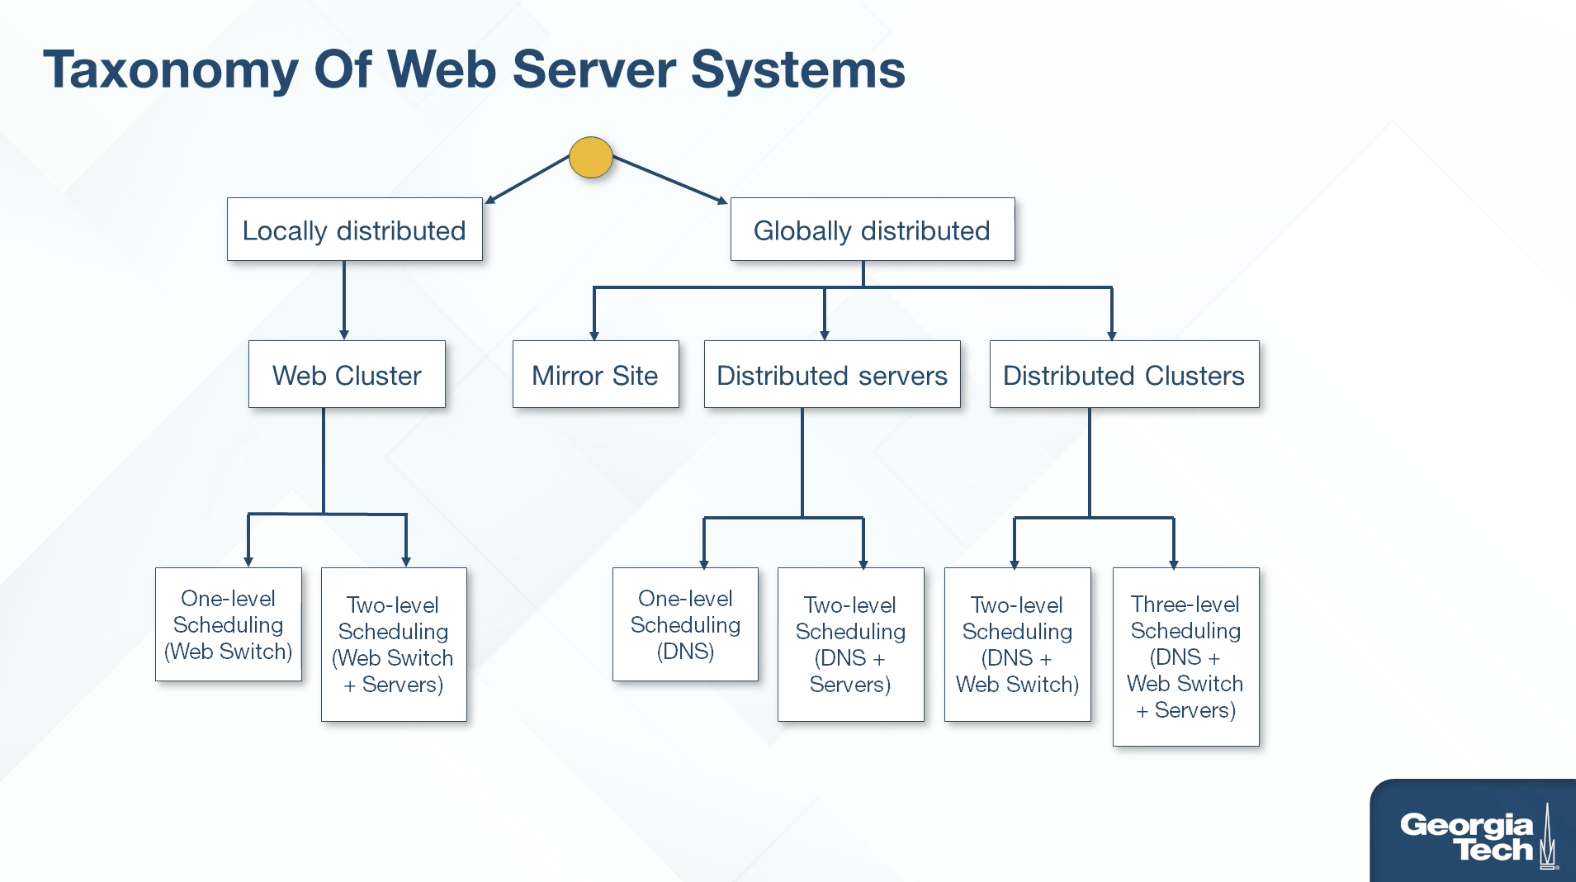 Taxonomy Of Web Server Systems
Locally distributed
Globally distributed
Web Cluster
Mirror Site
Distributed servers
Distributed Clusters
One-level
Scheduling
(Web Switch)
Two-level
Scheduling
(Web Switch
+ Servers)
One-level
Scheduling
(DNS)
Two-level
Scheduling
(DNS +
Servers)
Two-level
Scheduling
(DNS +
Web Switch)
Three-level
Scheduling
(DNS +
Web Switch
+ Servers)
Georgia
Tech